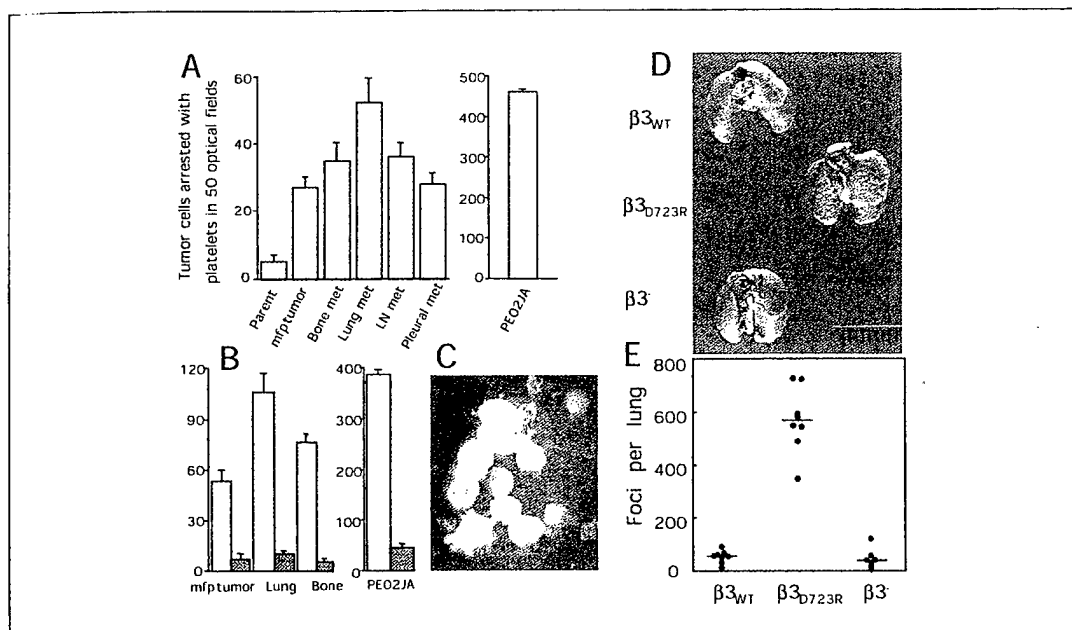 A
Tumor cells arrested with
platelets in 50 optical fields
60
40
20
0
Parent
mfp tumor
Bone met
Lung met
LN met
Pleural met
500
400
300
200
100
0
PEO2JA
B
120
90
60
30
0
mfp tumor
Lung
Bone
400
300
200
100
0
PEO2JA
C
D
β3WT
β3D723R
β3-
E
Foci per lung
800
600
400
200
0
β3WT
β3D723R
β3-